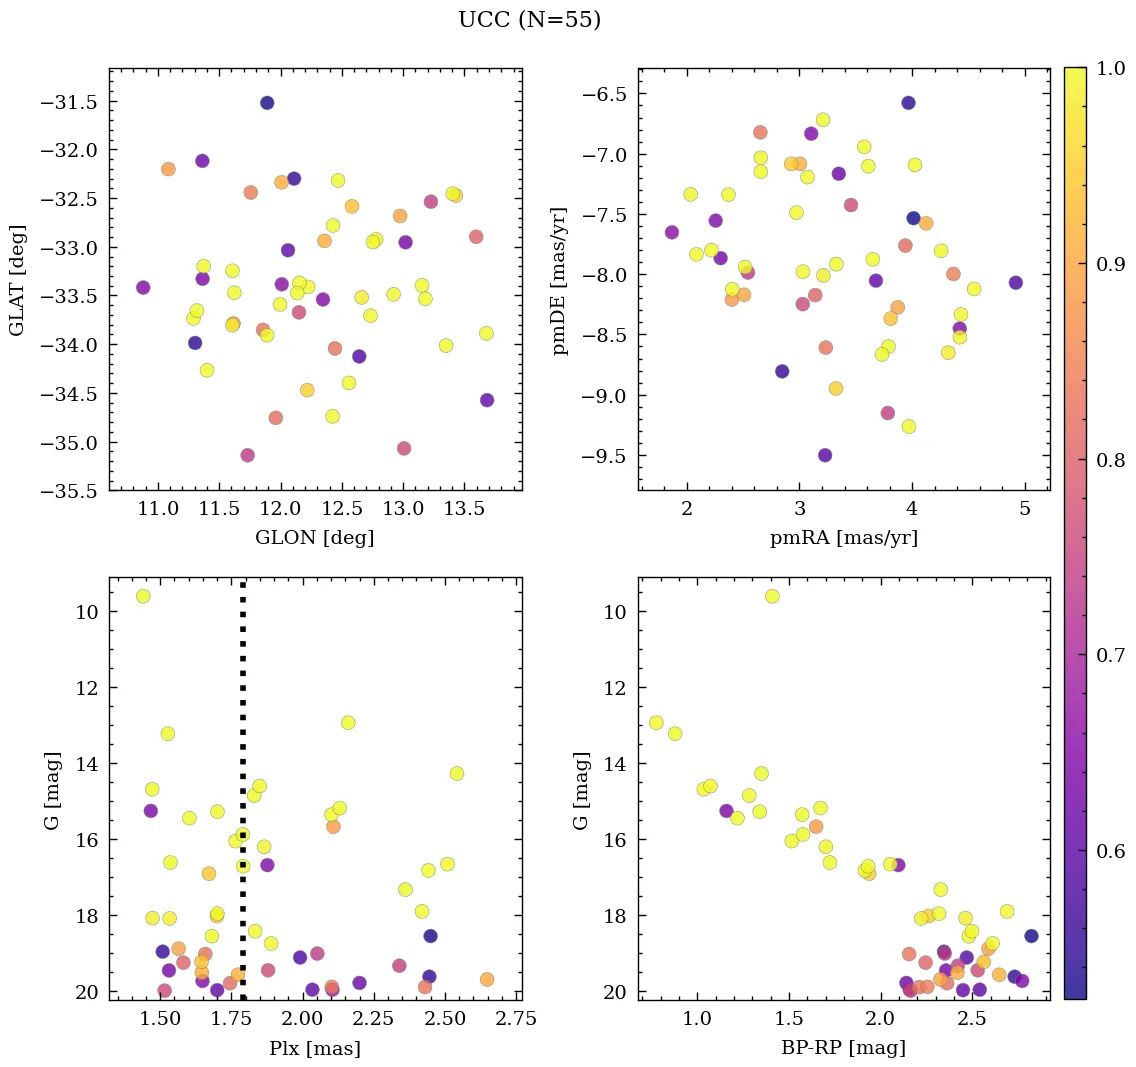 UCC (N=55)
−31.5
−32.0
−32.5
−33.0
−33.5
−34.0
−34.5
−35.0
−35.5
GLAT [deg]
11.0 11.5 12.0 12.5 13.0 13.5
GLON [deg]
−6.5
−7.0
−7.5
−8.0
−8.5
−9.0
−9.5
pmDE [mas/yr]
2 3 4 5
pmRA [mas/yr]
10
12
14
16
18
20
G [mag]
1.50 1.75 2.00 2.25 2.50 2.75
Plx [mas]
10
12
14
16
18
20
G [mag]
1.0 1.5 2.0 2.5
BP-RP [mag]
1.0
0.9
0.8
0.7
0.6